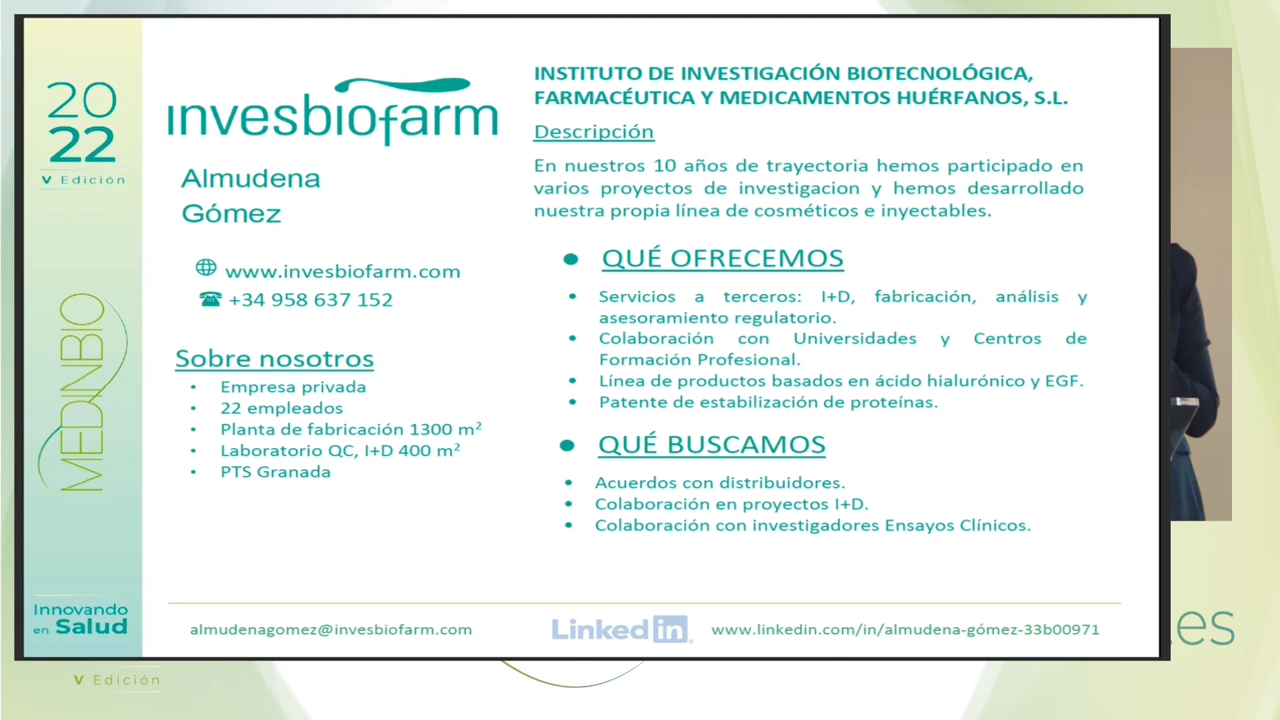 20
22
V Edición
MEDINBIO
Innovando
en Salud
invesbiofarm
Almudena
Gómez
www.invesbiofarm.com
+34 958 637 152
Sobre nosotros
• Empresa privada
• 22 empleados
• Planta de fabricación 1300 m²
• Laboratorio QC, I+D 400 m²
• PTS Granada
INSTITUTO DE INVESTIGACIÓN BIOTECNOLÓGICA,
FARMACÉUTICA Y MEDICAMENTOS HUÉRFANOS, S.L.
Descripción
En nuestros 10 años de trayectoria hemos participado en
varios proyectos de investigacion y hemos desarrollado
nuestra propia línea de cosméticos e inyectables.
• QUÉ OFRECEMOS
• Servicios a terceros: I+D, fabricación, análisis y
asesoramiento regulatorio.
• Colaboración con Universidades y Centros de
Formación Profesional.
• Línea de productos basados en ácido hialurónico y EGF.
• Patente de estabilización de proteínas.
• QUÉ BUSCAMOS
• Acuerdos con distribuidores.
• Colaboración en proyectos I+D.
• Colaboración con investigadores Ensayos Clínicos.
almudenagomez@invesbiofarm.com
Linked in
www.linkedin.com/in/almudena-gómez-33b00971
V Edición